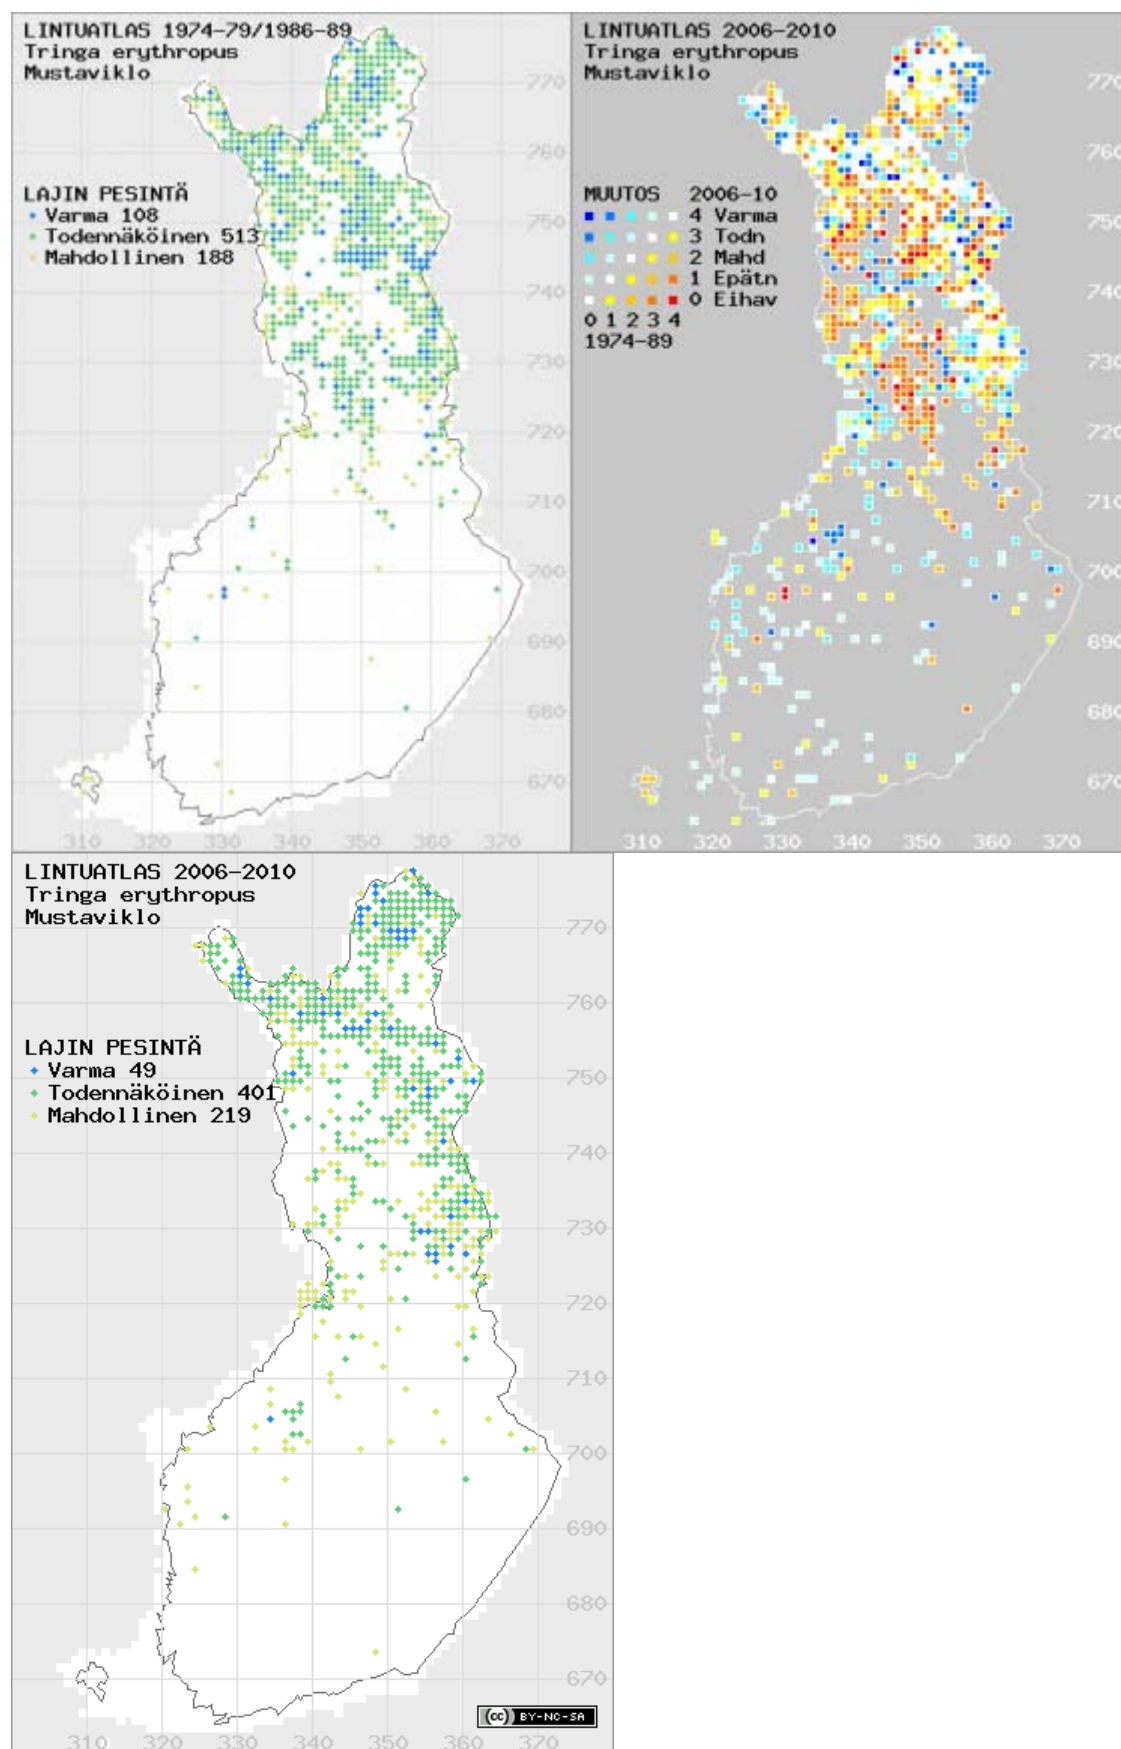 LINTUATLAS 1974-79/1986-89
Tringa erythropus
Mustaviklo
LAJIN PESINTÄ
Varma 108
Todennäköinen 513
Mahdollinen 188
770
760
750
740
730
720
710
700
690
680
670
310 320 330 340 350 360 370
LINTUATLAS 2006-2010
Tringa erythropus
Mustaviklo
MUUTOS 2006-10
4 Varma
3 Todn
2 Mahd
1 Epätn
0 Eihav
0 1 2 3 4
1974-89
770
760
750
740
730
720
710
700
690
680
670
310 320 330 340 350 360 370
LINTUATLAS 2006-2010
Tringa erythropus
Mustaviklo
LAJIN PESINTÄ
Varma 49
Todennäköinen 401
Mahdollinen 219
770
760
750
740
730
720
710
700
690
680
670
310 320 330 340 350 360 370
cc BY-NC-SA